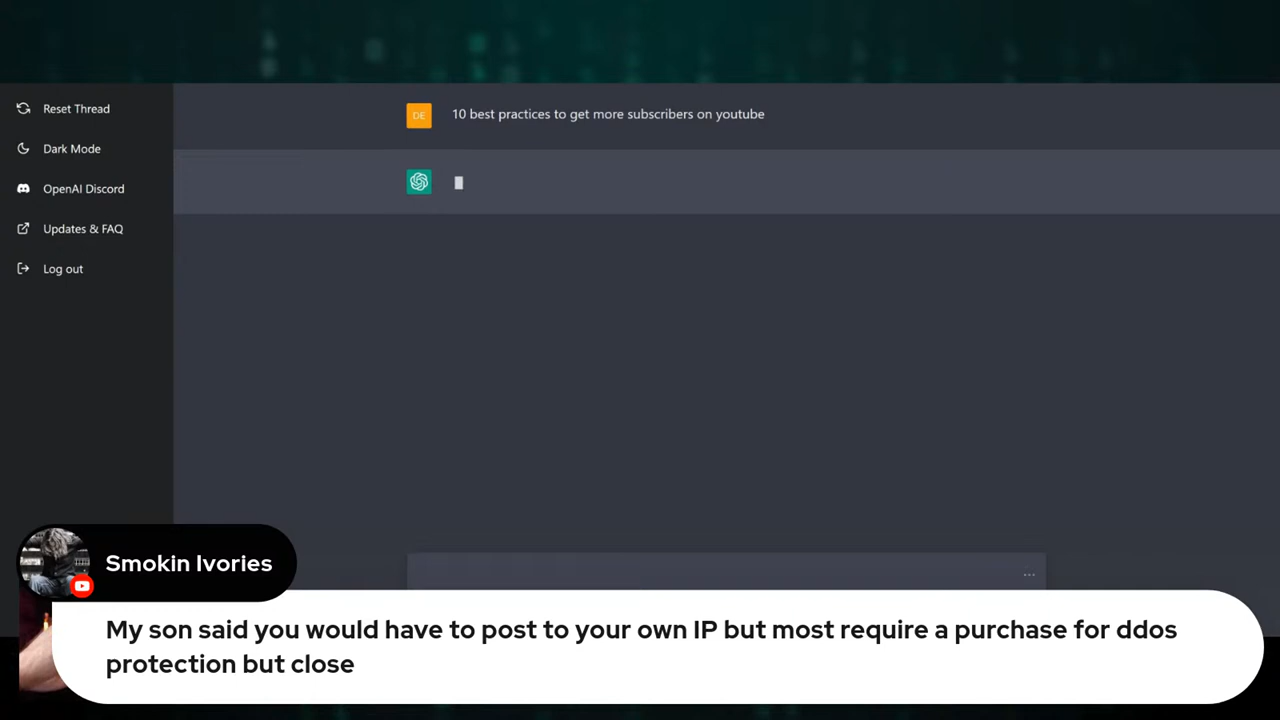 Reset Thread
DE
10 best practices to get more subscribers on youtube
Dark Mode
OpenAI Discord
Updates & FAQ
Log out
...
Smokin Ivories
My son said you would have to post to your own IP but most require a purchase for ddos
protection but close